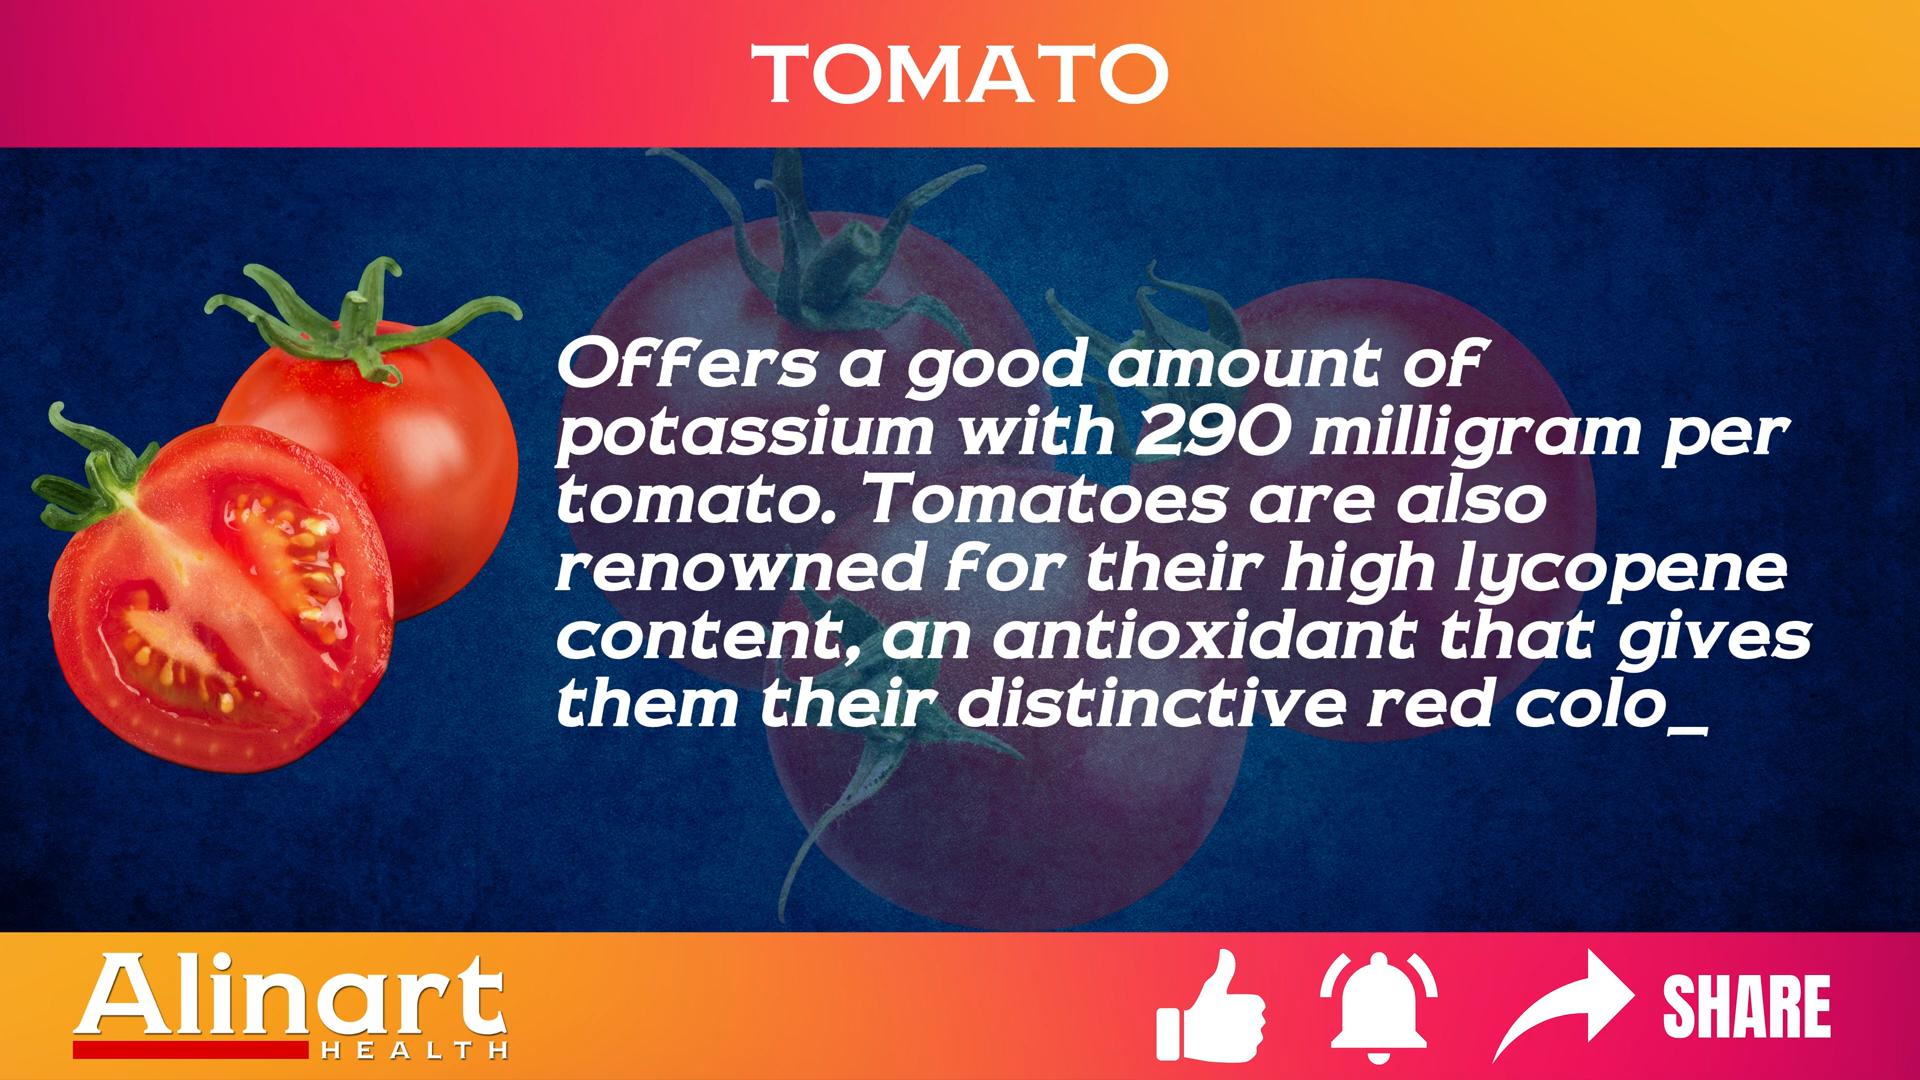 TOMATO
Offers a good amount of
potassium with 290 milligram per
tomato. Tomatoes are also
renowned for their high lycopene
content, an antioxidant that gives
them their distinctive red colo_
Alinart
HEALTH
SHARE